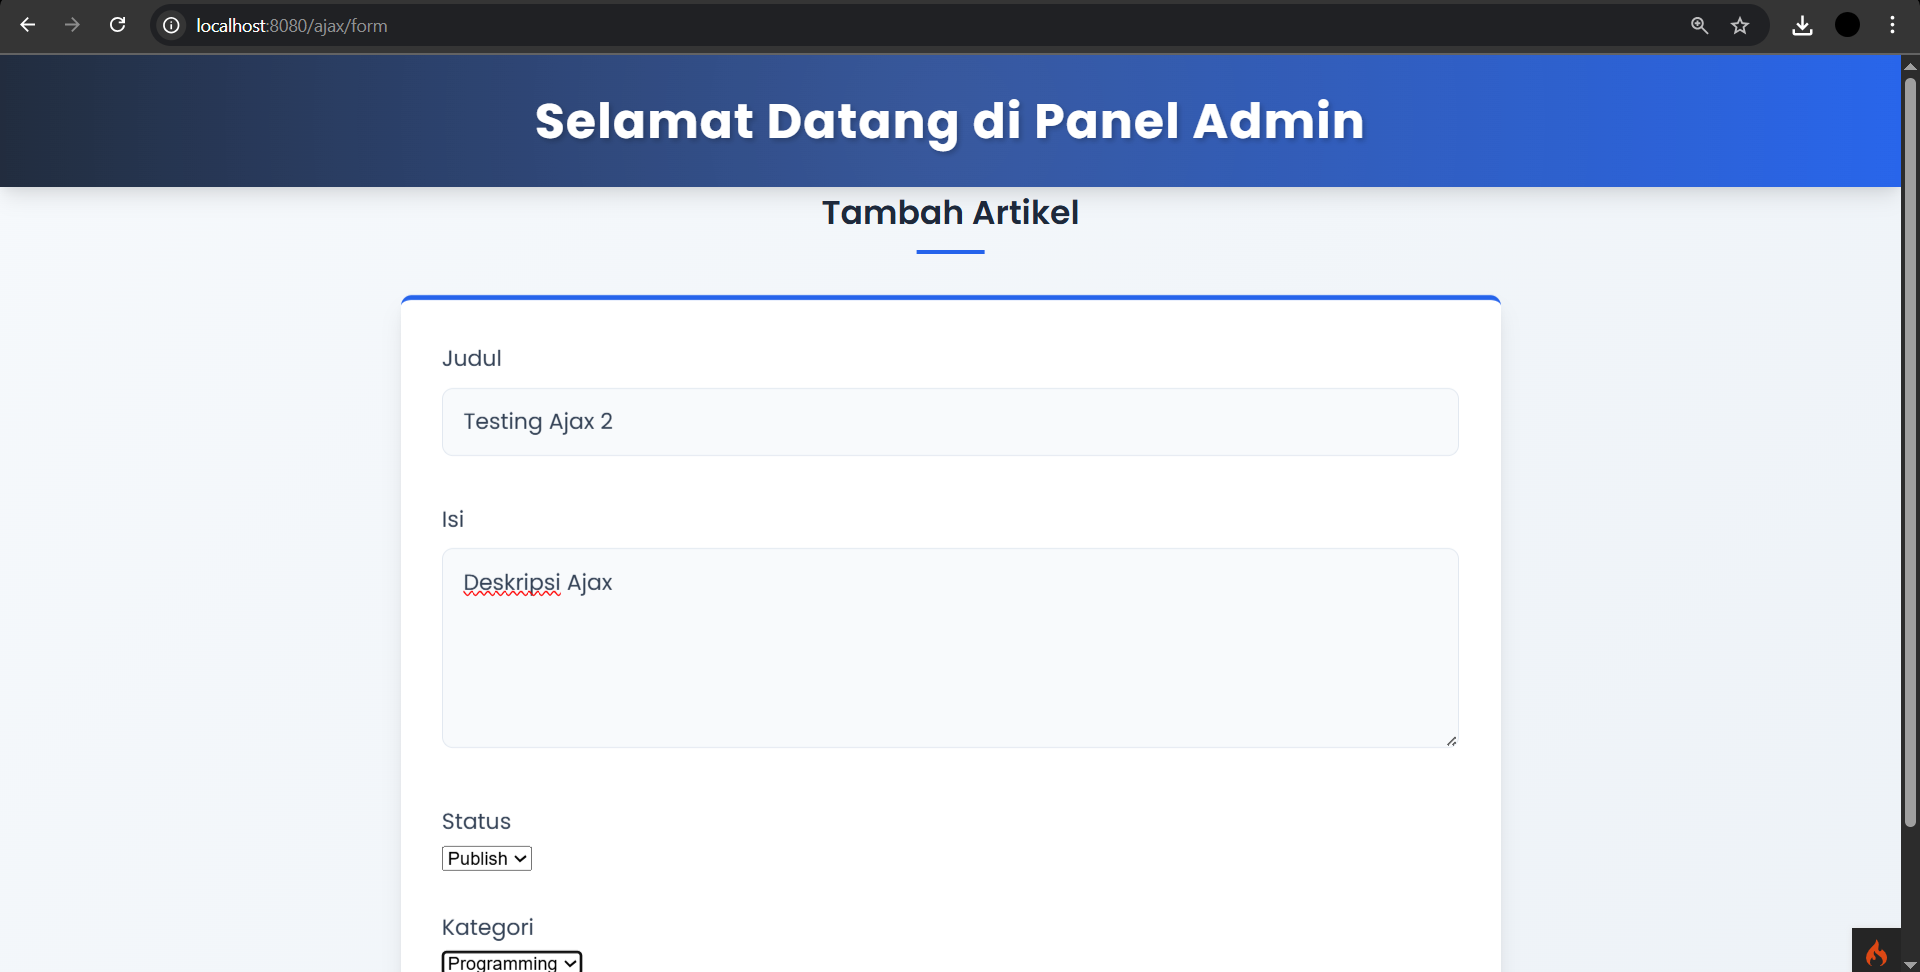 localhost:8080/ajax/form
Selamat Datang di Panel Admin
Tambah Artikel
Judul
Testing Ajax 2
Isi
Deskripsi Ajax
Status
Publish
Kategori
Programming